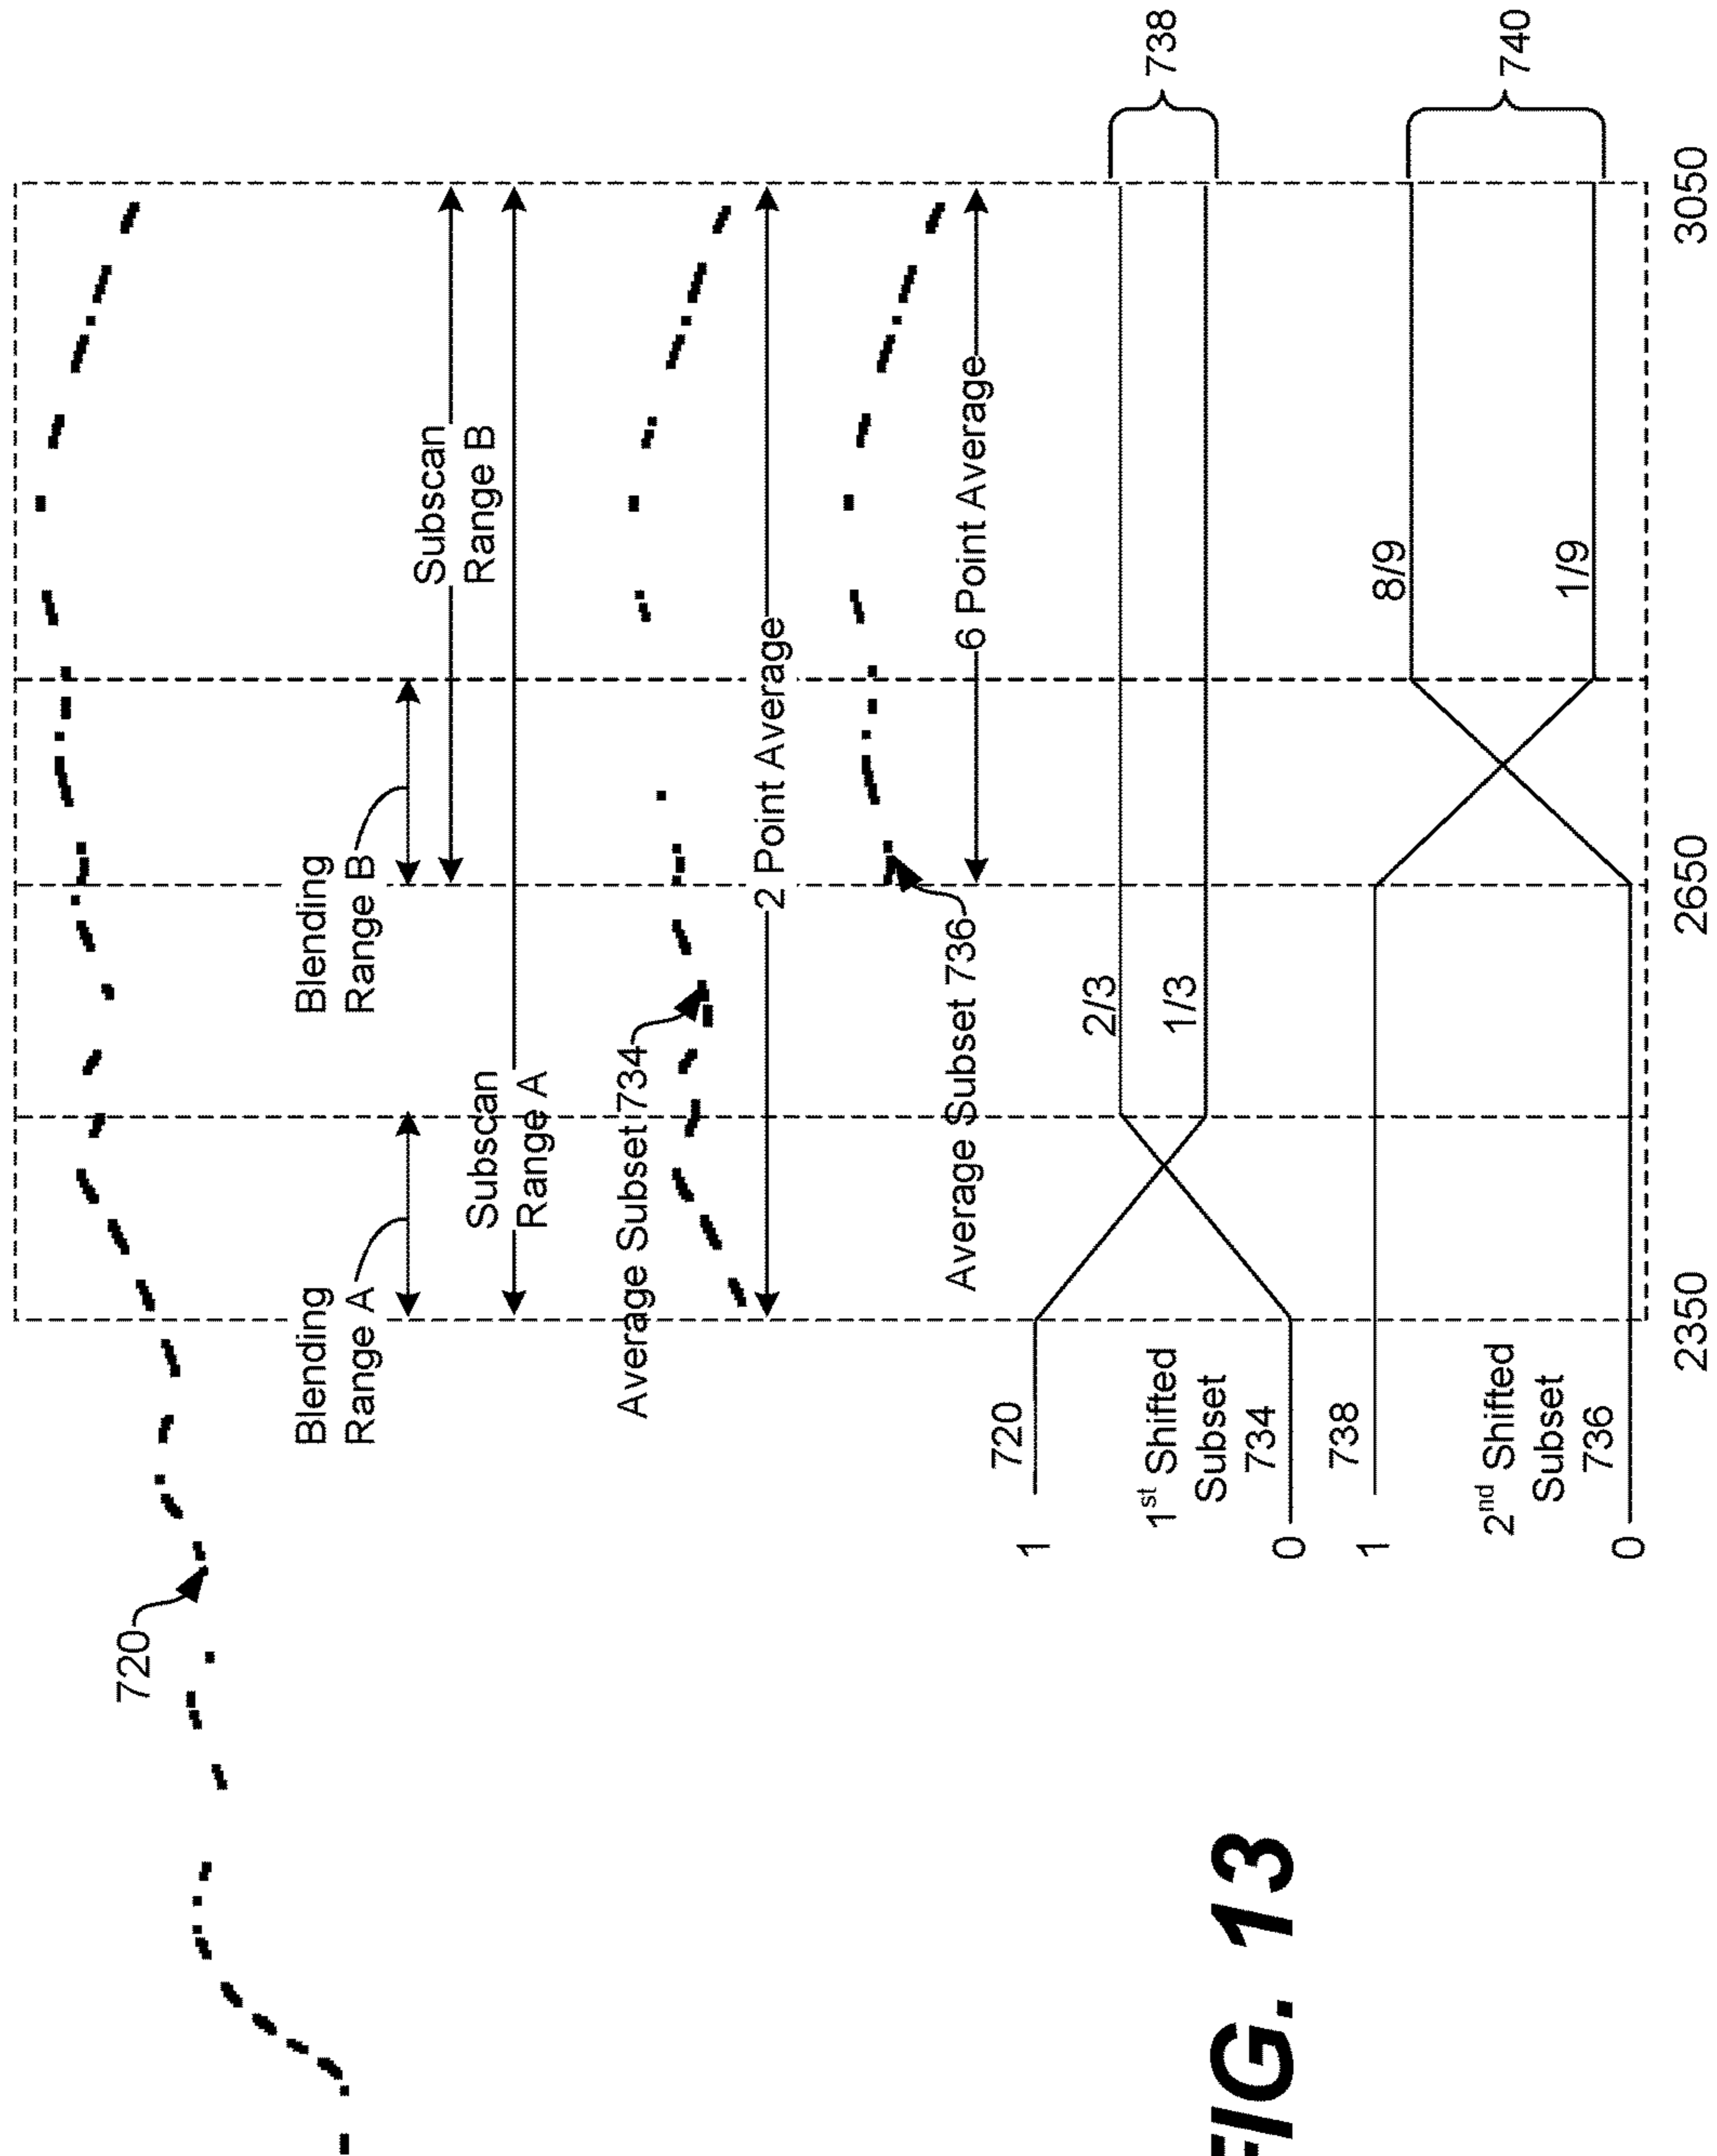 720
Blending
Range A
Blending
Range B
Subscan
Range B
Subscan
Range A
Average Subset 734
2 Point Average
Average Subset 736
6 Point Average
1
720
2/3
1st Shifted
Subset
734
1/3
738
0
1
738
8/9
2nd Shifted
Subset
736
1/9
740
0
2350
2650
3050
FIG. 13